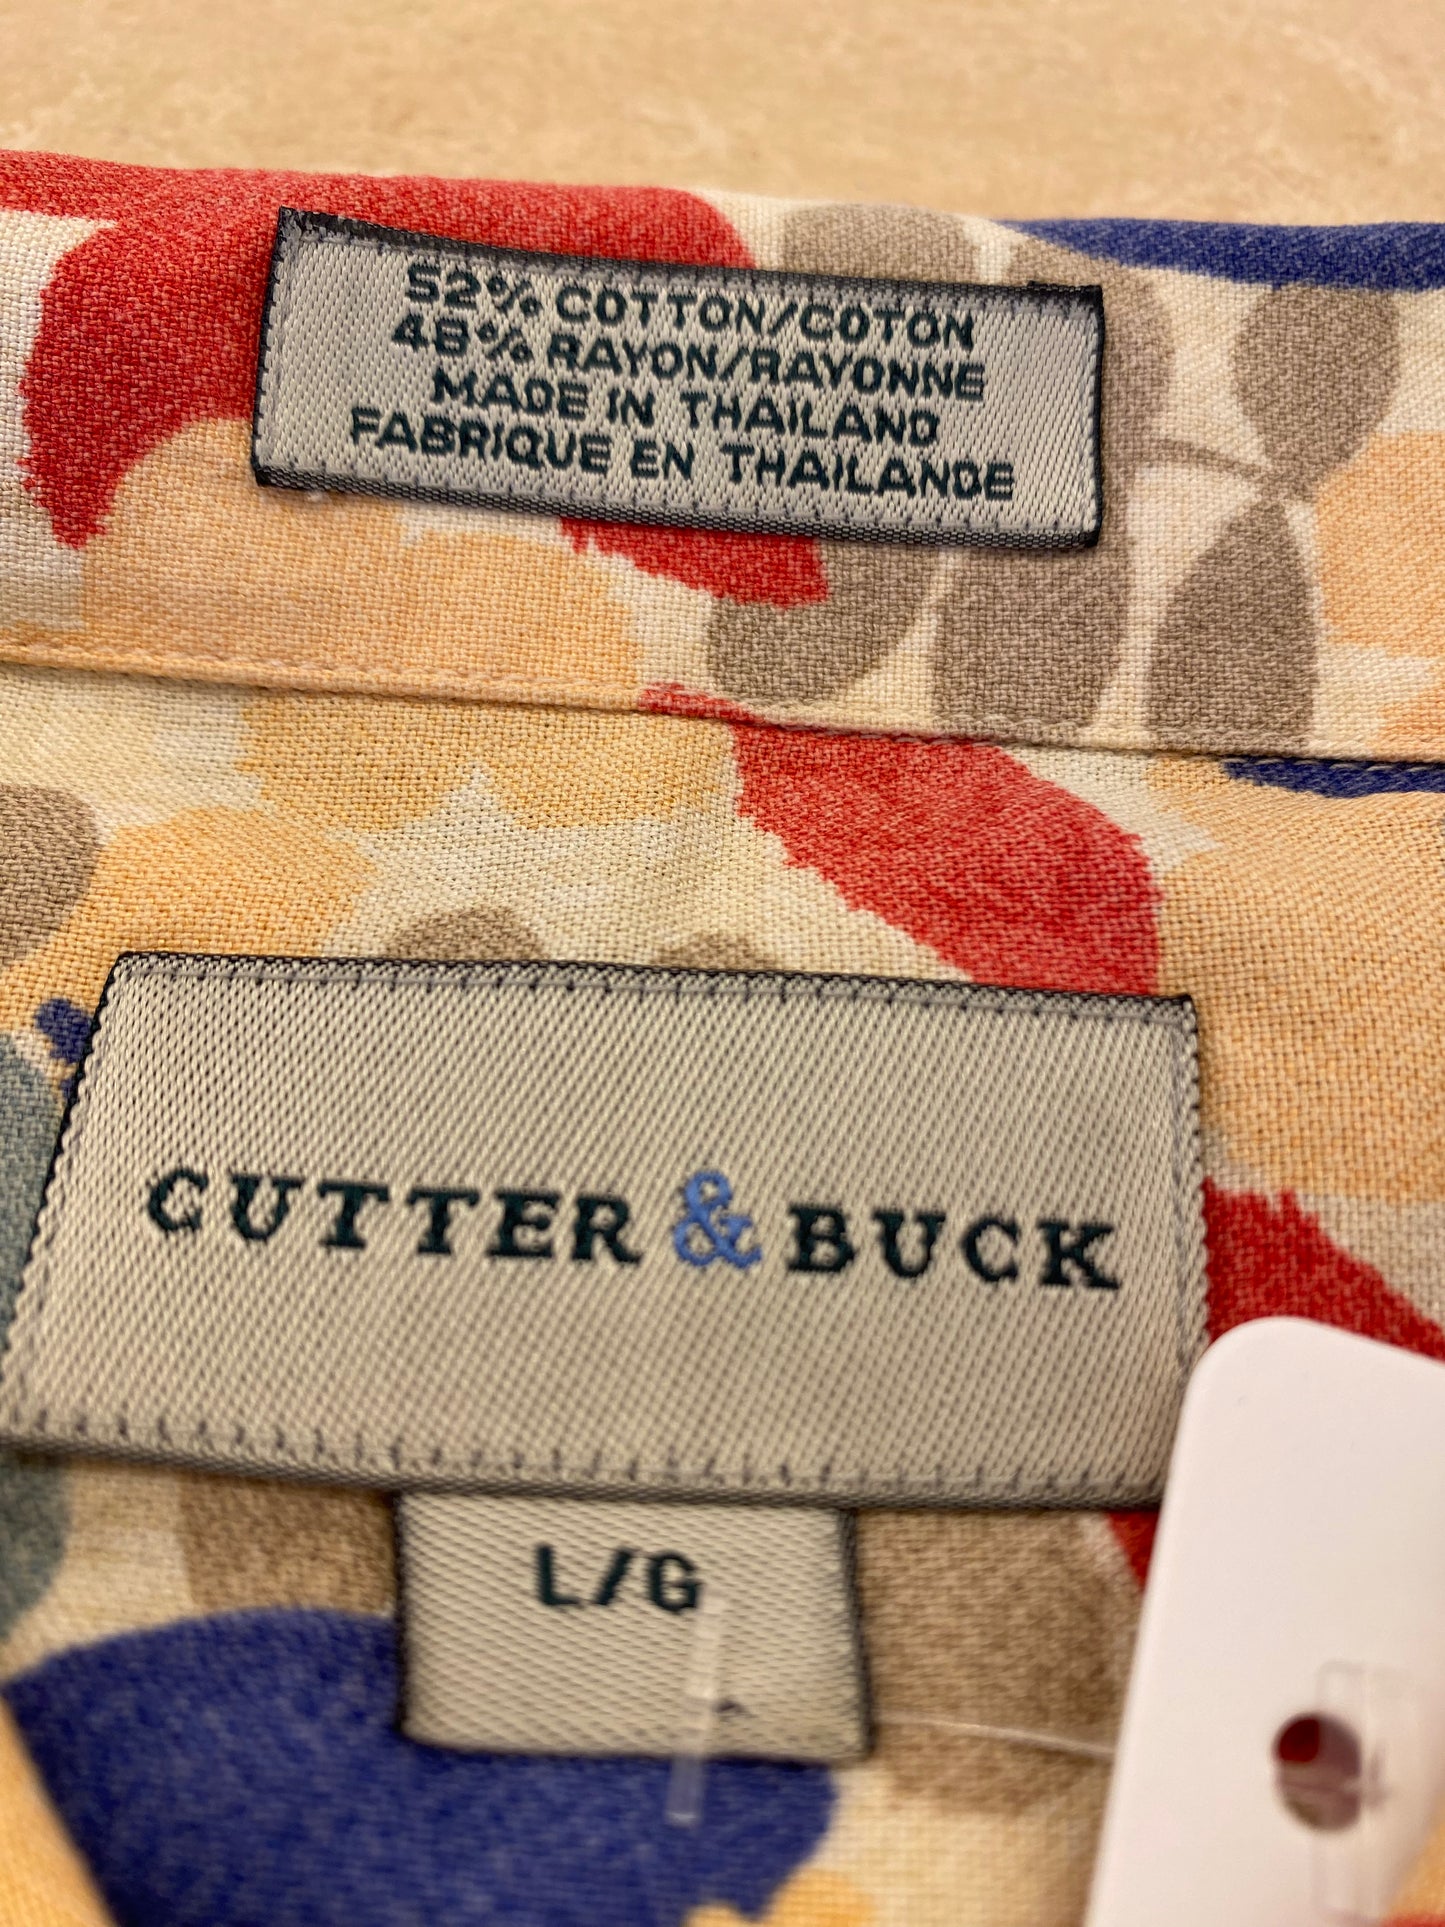 52% COTTON/COTON
48% RAYON/RAYONNE
MADE IN THAILAND
FABRIQUE EN THAILANDE
CUTTER & BUCK
L/G